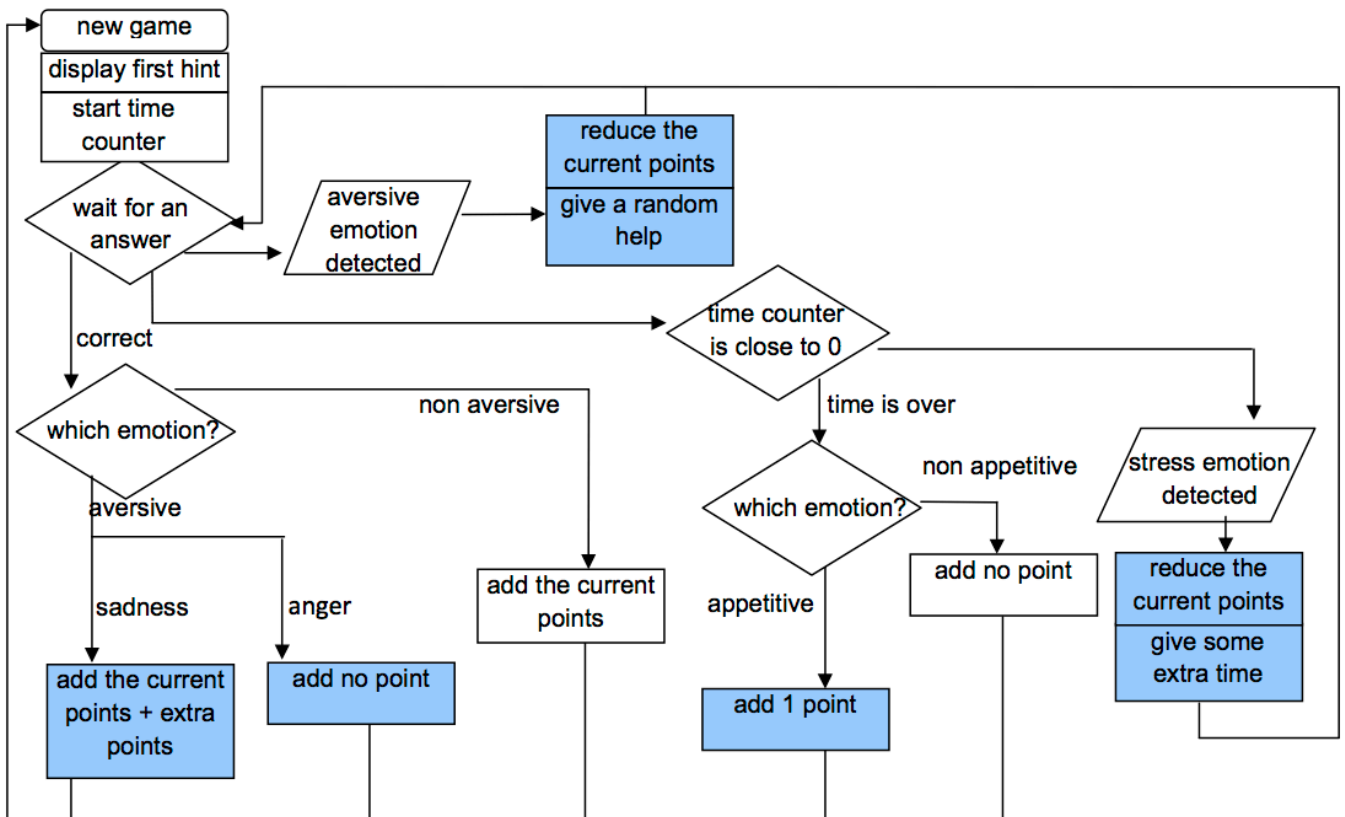 new game
display first hint
start time
counter
wait for an
answer
aversive
emotion
detected
reduce the
current points
give a random
help
time counter
is close to 0
correct
which emotion?
non aversive
time is over
aversive
sadness
anger
add the current
points + extra
points
add no point
add the current
points
which emotion?
non appetitive
appetitive
add no point
add 1 point
stress emotion
detected
reduce the
current points
give some
extra time